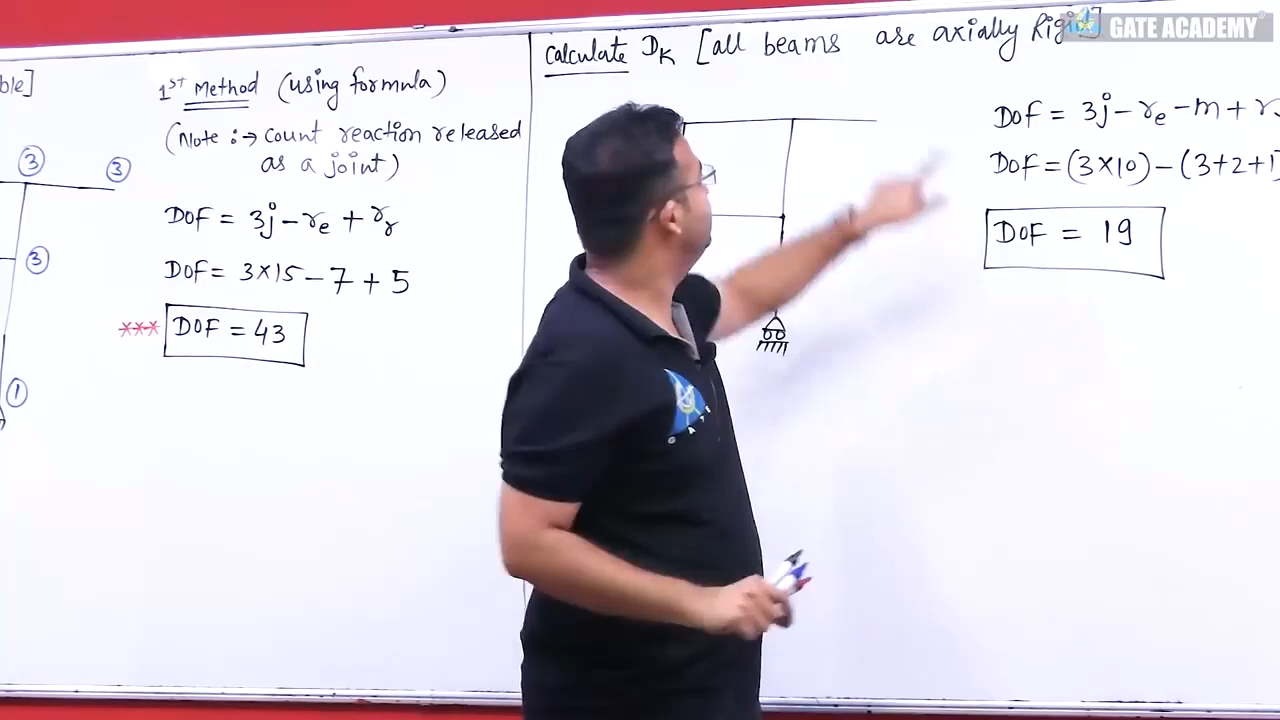 ble]
1ST Method (using formula)
(Note :→ count reaction released
as a joint)
DOF = 3j - re + rr
DOF = 3×15 - 7 + 5
*** DOF = 43
3
3
3
1
Calculate DK [all beams are axially Rigid]
DOF = 3j - re - m + r
DOF = (3×10) - (3+2+1
DOF = 19
GATE ACADEMY
GATE